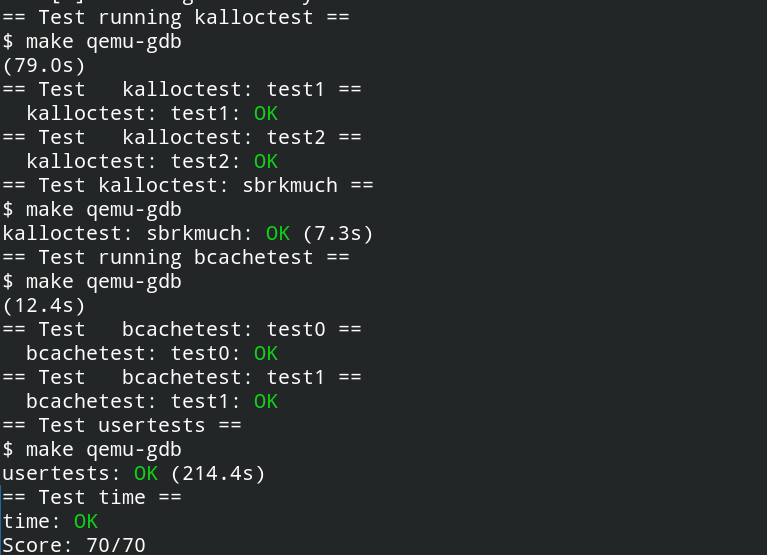 == Test running kalloctest ==
$ make qemu-gdb
(79.0s)
== Test   kalloctest: test1 ==
  kalloctest: test1: OK
== Test   kalloctest: test2 ==
  kalloctest: test2: OK
== Test kalloctest: sbrkmuch ==
$ make qemu-gdb
kalloctest: sbrkmuch: OK (7.3s)
== Test running bcachetest ==
$ make qemu-gdb
(12.4s)
== Test   bcachetest: test0 ==
  bcachetest: test0: OK
== Test   bcachetest: test1 ==
  bcachetest: test1: OK
== Test usertests ==
$ make qemu-gdb
usertests: OK (214.4s)
== Test time ==
time: OK
Score: 70/70